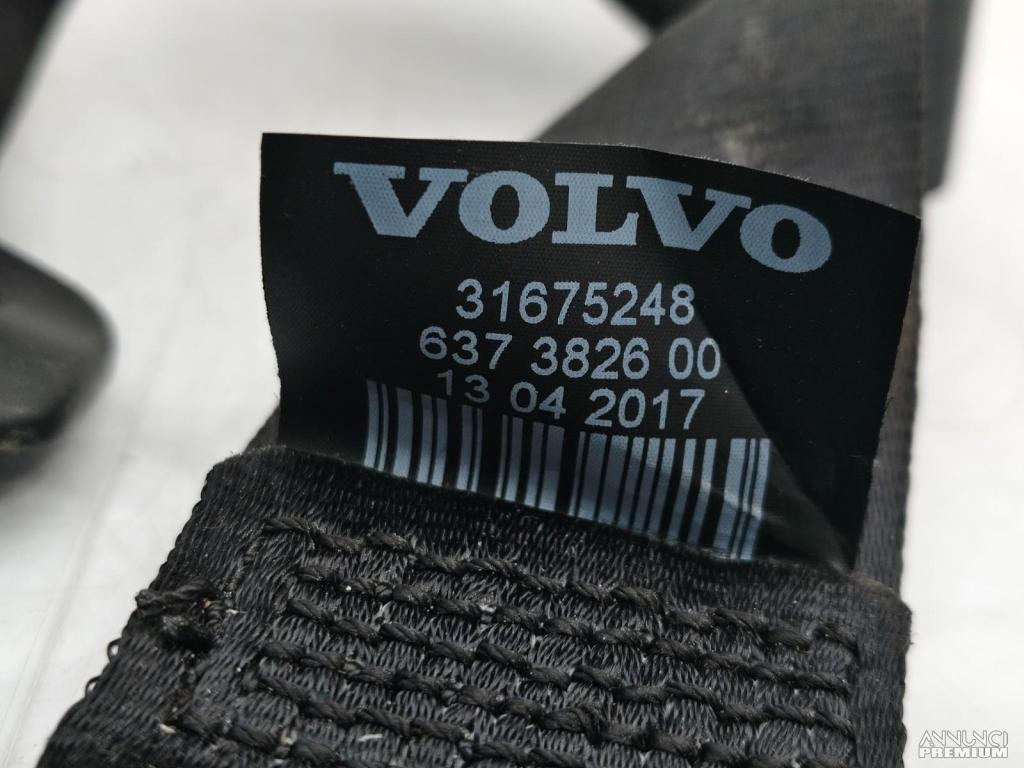 VOLVO
31675248
637 3826 00
13 04 2017
ANNUNCI
PREMIUM